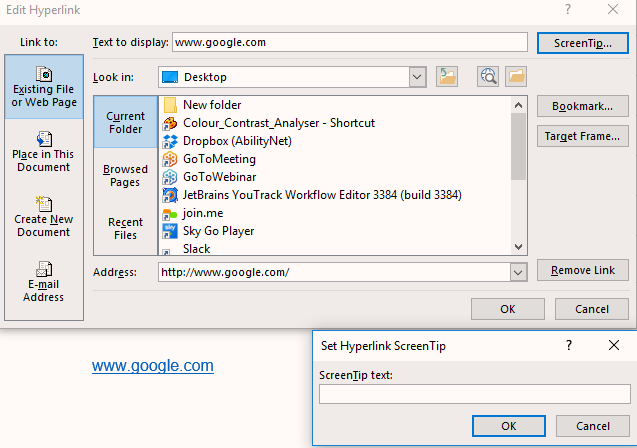 Edit Hyperlink
? ×
Link to:
Text to display: www.google.com
ScreenTip...
Existing File
or Web Page
Place in This
Document
Create New
Document
E-mail
Address
Look in: Desktop
Current
Folder
Browsed
Pages
Recent
Files
New folder
Colour_Contrast_Analyser - Shortcut
Dropbox (AbilityNet)
GoToMeeting
GoToWebinar
JetBrains YouTrack Workflow Editor 3384 (build 3384)
join.me
Sky Go Player
Slack
Bookmark...
Target Frame...
Address: http://www.google.com/
Remove Link
OK
Cancel
www.google.com
Set Hyperlink ScreenTip
? ×
ScreenTip text:
OK
Cancel